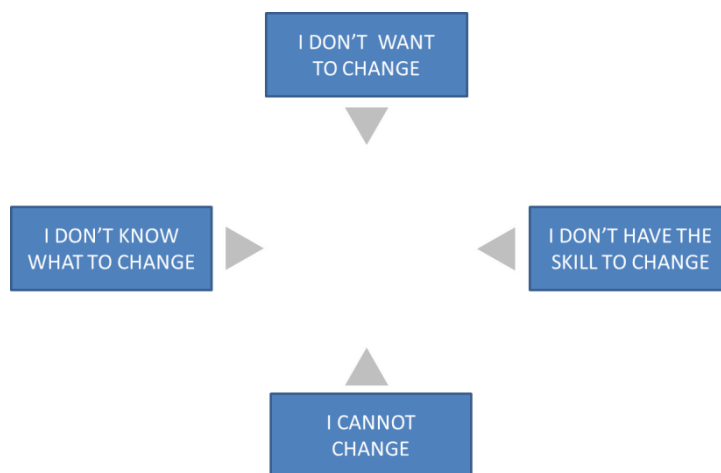 I DON'T WANT
TO CHANGE
I DON'T KNOW
WHAT TO CHANGE
I DON'T HAVE THE
SKILL TO CHANGE
I CANNOT
CHANGE